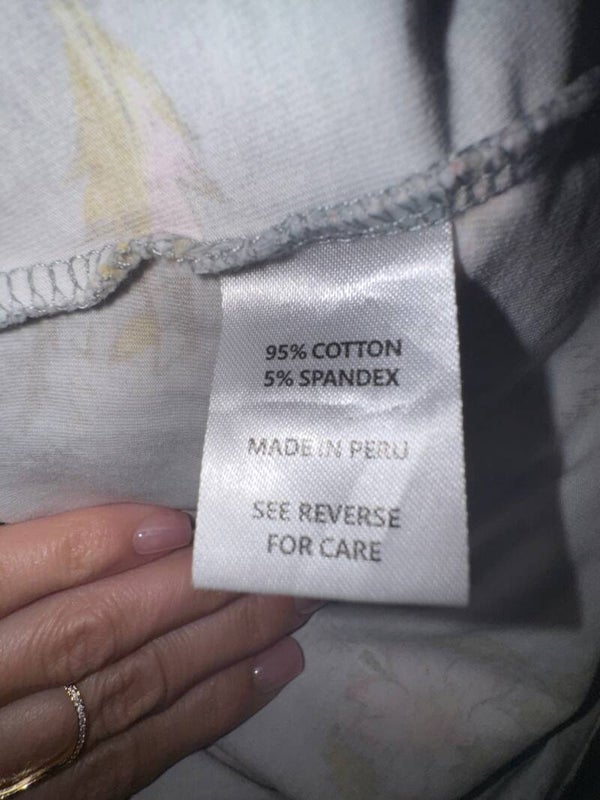 95% COTTON
5% SPANDEX
MADE IN PERU
SEE REVERSE
FOR CARE